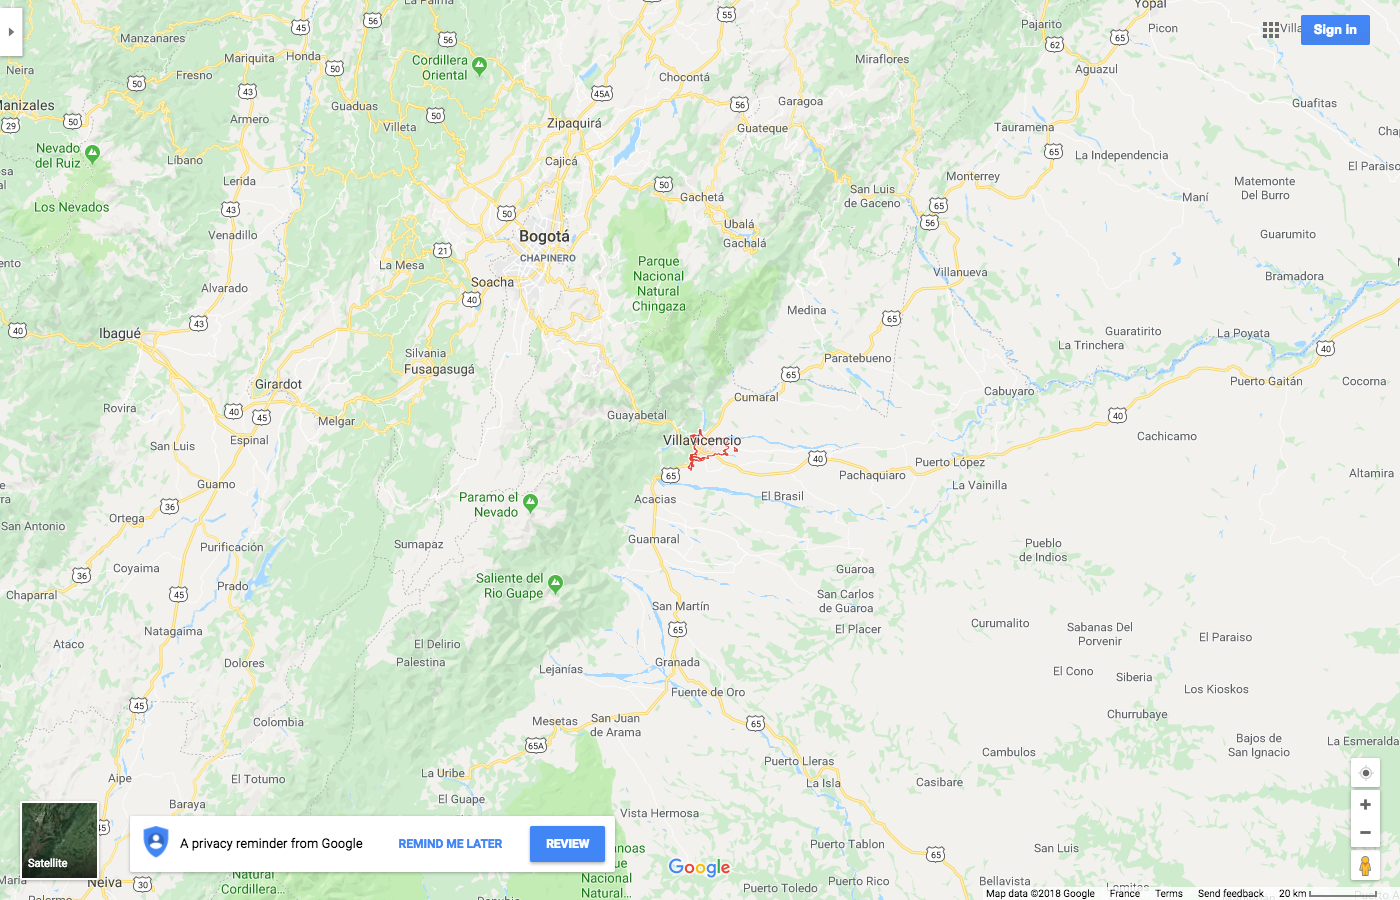 La Palma
55
Yopal
45
56
Pajarito
Picon
Villa
Sign in
Manzanares
56
62
65
Neira
Mariquita
Honda
50
Cordillera
Oriental
Chocontá
Miraflores
Aguazul
Fresno
50
43
45A
Garagoa
Guafitas
Manizales
Guaduas
56
29
50
Armero
50
Villeta
Zipaquirá
Guateque
Tauramena
Nevado
del Ruiz
Líbano
Cajicá
65
La Independencia
El Paraiso
Lerida
50
Gachetá
San Luis
de Gaceno
Monterrey
Maní
Matemonte
Del Burro
Los Nevados
43
50
65
56
Venadillo
Bogotá
CHAPINERO
Ubalá
Gachalá
Guarumito
21
La Mesa
Parque
Nacional
Natural
Chingaza
Villanueva
Bramadora
Alvarado
Soacha
40
Medina
40
Ibagué
43
65
Guaratirito
La Trinchera
La Poyata
40
Silvania
Fusagasugá
Paratebueno
65
Girardot
Cabuyaro
Puerto Gaitán
Cocorna
Rovira
40
45
Melgar
Guayabetal
Cumaral
40
San Luis
Espinal
Villavicencio
Cachicamo
40
Puerto López
Guamo
65
Pachaquiaro
La Vainilla
Altamira
36
Ortega
Paramo el
Nevado
Acacias
El Brasil
San Antonio
Purificación
Sumapaz
Guamaral
Pueblo
de Indios
Coyaima
36
Prado
Saliente del
Rio Guape
Guaroa
Chaparral
45
San Martín
San Carlos
de Guaroa
Natagaima
65
El Placer
Curumalito
Sabanas Del
Porvenir
El Paraiso
Ataco
El Delirio
Dolores
Palestina
Lejanías
Granada
El Cono
Siberia
Los Kioskos
45
Fuente de Oro
Colombia
Mesetas
San Juan
de Arama
65
Churrubaye
65A
Cambulos
Bajos de
San Ignacio
La Esmeralda
Aipe
El Totumo
La Uribe
Puerto Lleras
La Isla
Casibare
Baraya
El Guape
Vista Hermosa
45
Satellite
A privacy reminder from Google
REMIND ME LATER
REVIEW
Puerto Tablon
65
San Luis
Google
Neiva
30
Natural
Cordillera...
Nacional
Natural...
Puerto Toledo
Puerto Rico
Bellavista
Map data ©2018 Google
France
Terms
Send feedback
20 km